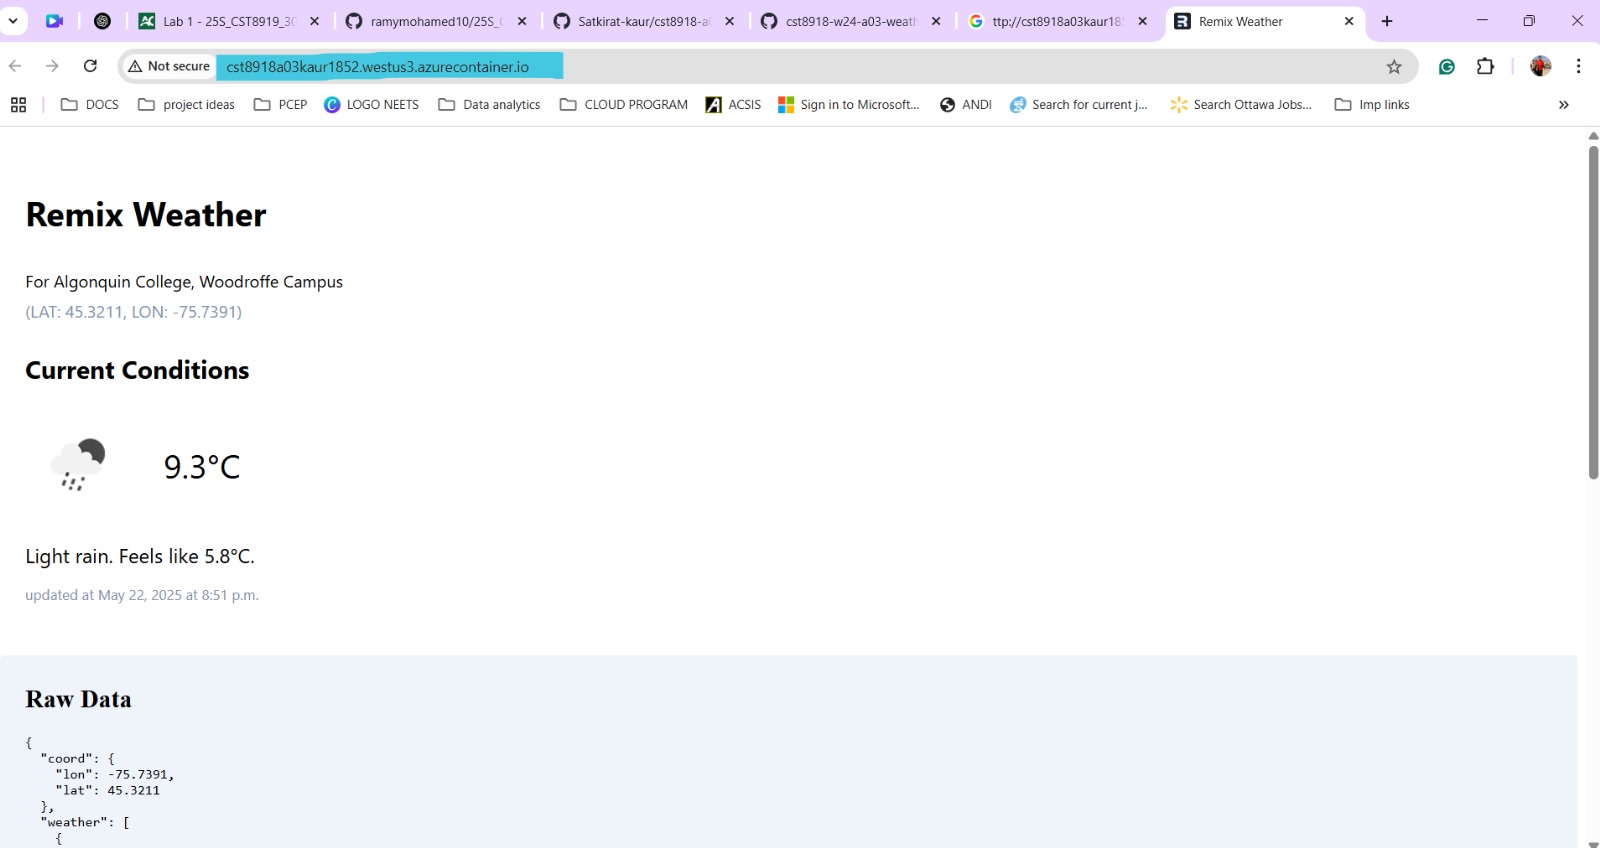 Lab 1 - 25S_CST8919_30
ramymohamed10/25S_C
Satkirat-kaur/cst8918-a0
cst8918-w24-a03-weath
ttp://cst8918a03kaur185
Remix Weather
Not secure
cst8918a03kaur1852.westus3.azurecontainer.io
DOCS
project ideas
PCEP
LOGO NEETS
Data analytics
CLOUD PROGRAM
ACSIS
Sign in to Microsoft...
ANDI
Search for current j...
Search Ottawa Jobs...
Imp links
»
Remix Weather
For Algonquin College, Woodroffe Campus
(LAT: 45.3211, LON: -75.7391)
Current Conditions
9.3°C
Light rain. Feels like 5.8°C.
updated at May 22, 2025 at 8:51 p.m.
Raw Data
{
"coord": {
"lon": -75.7391,
"lat": 45.3211
},
"weather": [
{